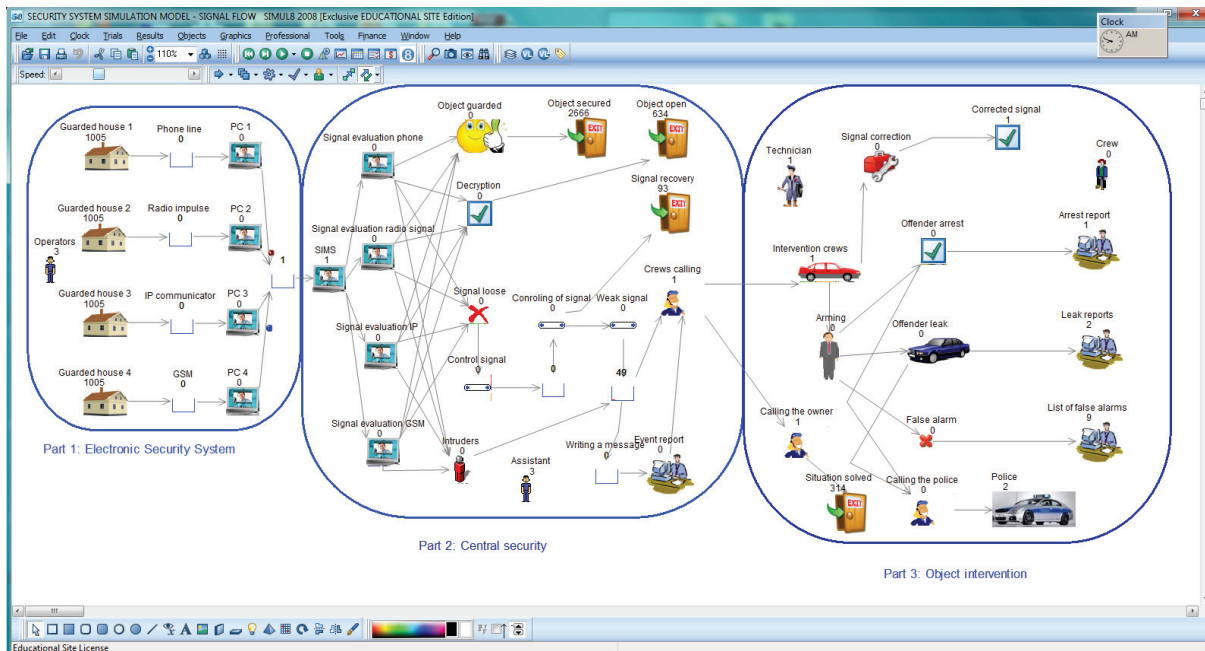 S8 SECURITY SYSTEM SIMULATION MODEL - SIGNAL FLOW SIMUL8 2008 [Exclusive EDUCATIONAL SITE Edition]
Clock
AM
File Edit Clock Trials Results Objects Graphics Professional Tools Finance Window Help
110%
VL VL
Speed:
Guarded house 1
1005
Phone line
0
PC 1
0
Guarded house 2
1005
Radio impulse
0
PC 2
0
Operators
3
1
Guarded house 3
1005
IP communicator
0
PC 3
0
Guarded house 4
1005
GSM
0
PC 4
0
Part 1: Electronic Security System
Object guarded
0
Object secured
2666
EXIT
Object open
634
EXIT
Signal evaluation phone
0
Decryption
0
Signal recovery
93
EXIT
Signal evaluation radio signal
0
SIMS
1
Signal loose
0
Conroling of signal
0
Weak signal
0
Crews calling
1
Signal evaluation IP
0
Control signal
0
0
49
Signal evaluation GSM
0
Intruders
0
Assistant
3
Writing a message
0
Event report
0
Part 2: Central security
Technician
1
Signal correction
0
Corrected signal
1
Crew
0
Intervention crews
1
Offender arrest
0
Arrest report
1
Arming
0
Offender leak
0
Leak reports
2
Calling the owner
1
False alarm
0
List of false alarms
9
Situation solved
314
EXIT
Calling the police
0
Police
2
Part 3: Object intervention
A
Educational Site License